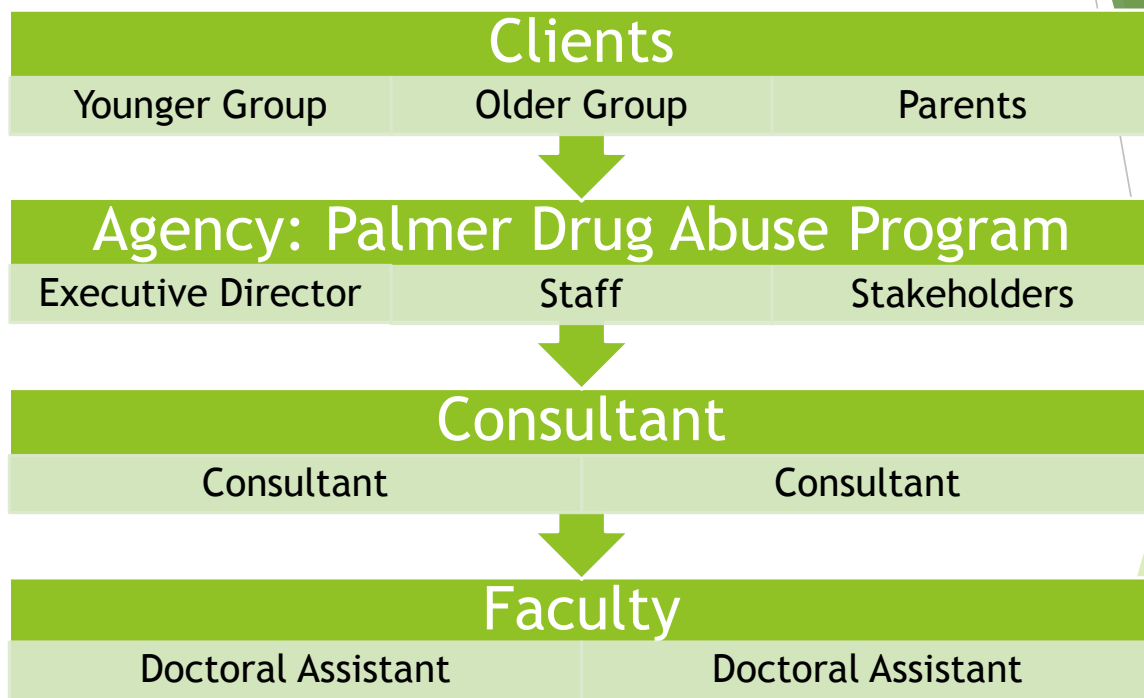 Clients
Younger Group Older Group Parents
Agency: Palmer Drug Abuse Program
Executive Director Staff Stakeholders
Consultant
Consultant Consultant
Faculty
Doctoral Assistant Doctoral Assistant